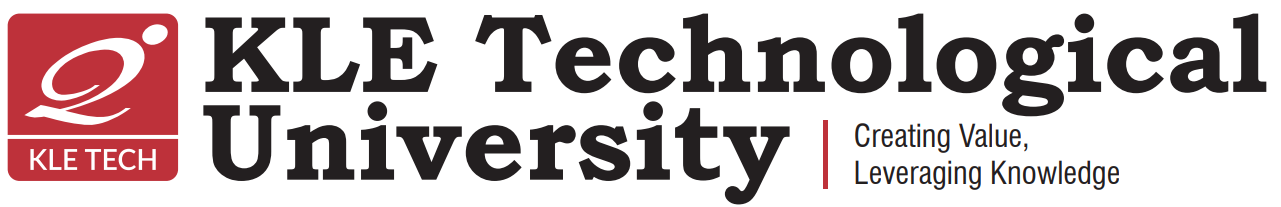 KLE TECH
KLE Technological
University
Creating Value,
Leveraging Knowledge